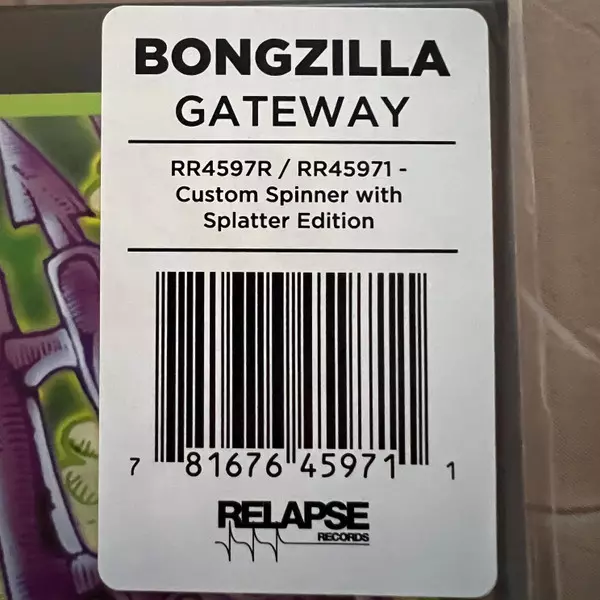 BONGZILLA
GATEWAY
RR4597R / RR45971 -
Custom Spinner with
Splatter Edition
7 81676 45971 1
RELAPSE
RECORDS